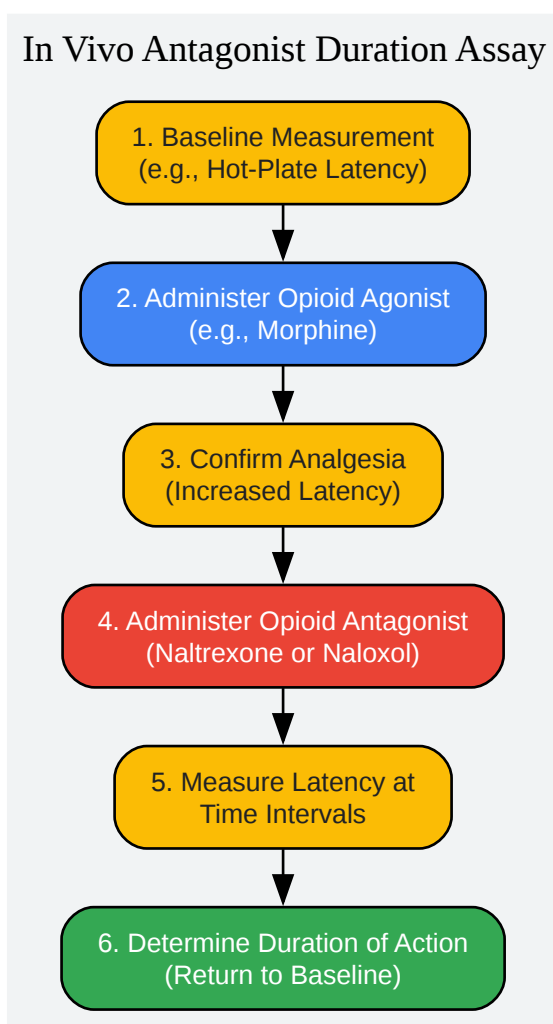 In Vivo Antagonist Duration Assay
1. Baseline Measurement
(e.g., Hot-Plate Latency)
2. Administer Opioid Agonist
(e.g., Morphine)
3. Confirm Analgesia
(Increased Latency)
4. Administer Opioid Antagonist
(Naltrexone or Naloxol)
5. Measure Latency at
Time Intervals
6. Determine Duration of Action
(Return to Baseline)